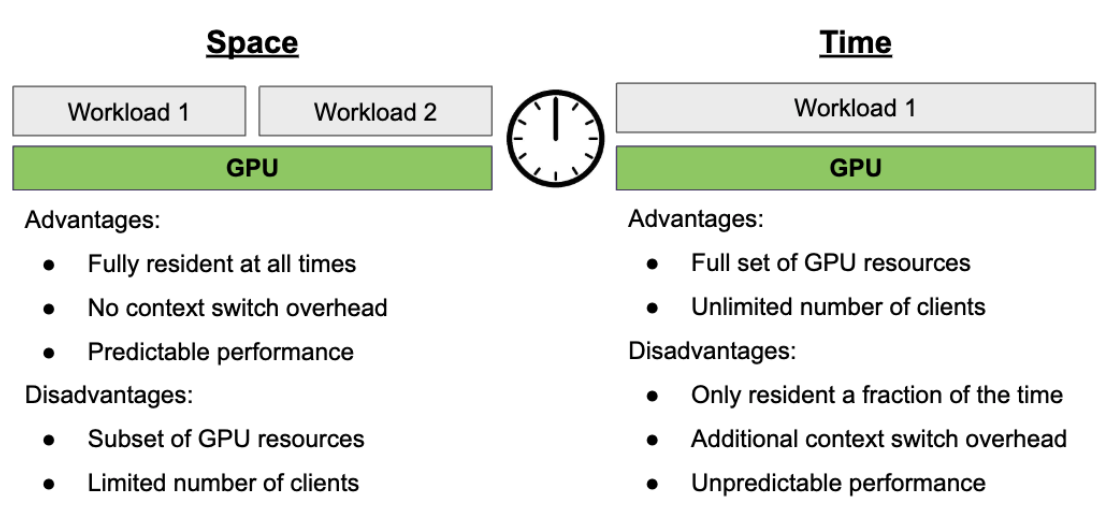 Space
Workload 1
Workload 2
GPU
Advantages:
● Fully resident at all times
● No context switch overhead
● Predictable performance
Disadvantages:
● Subset of GPU resources
● Limited number of clients
Time
Workload 1
GPU
Advantages:
● Full set of GPU resources
● Unlimited number of clients
Disadvantages:
● Only resident a fraction of the time
● Additional context switch overhead
● Unpredictable performance